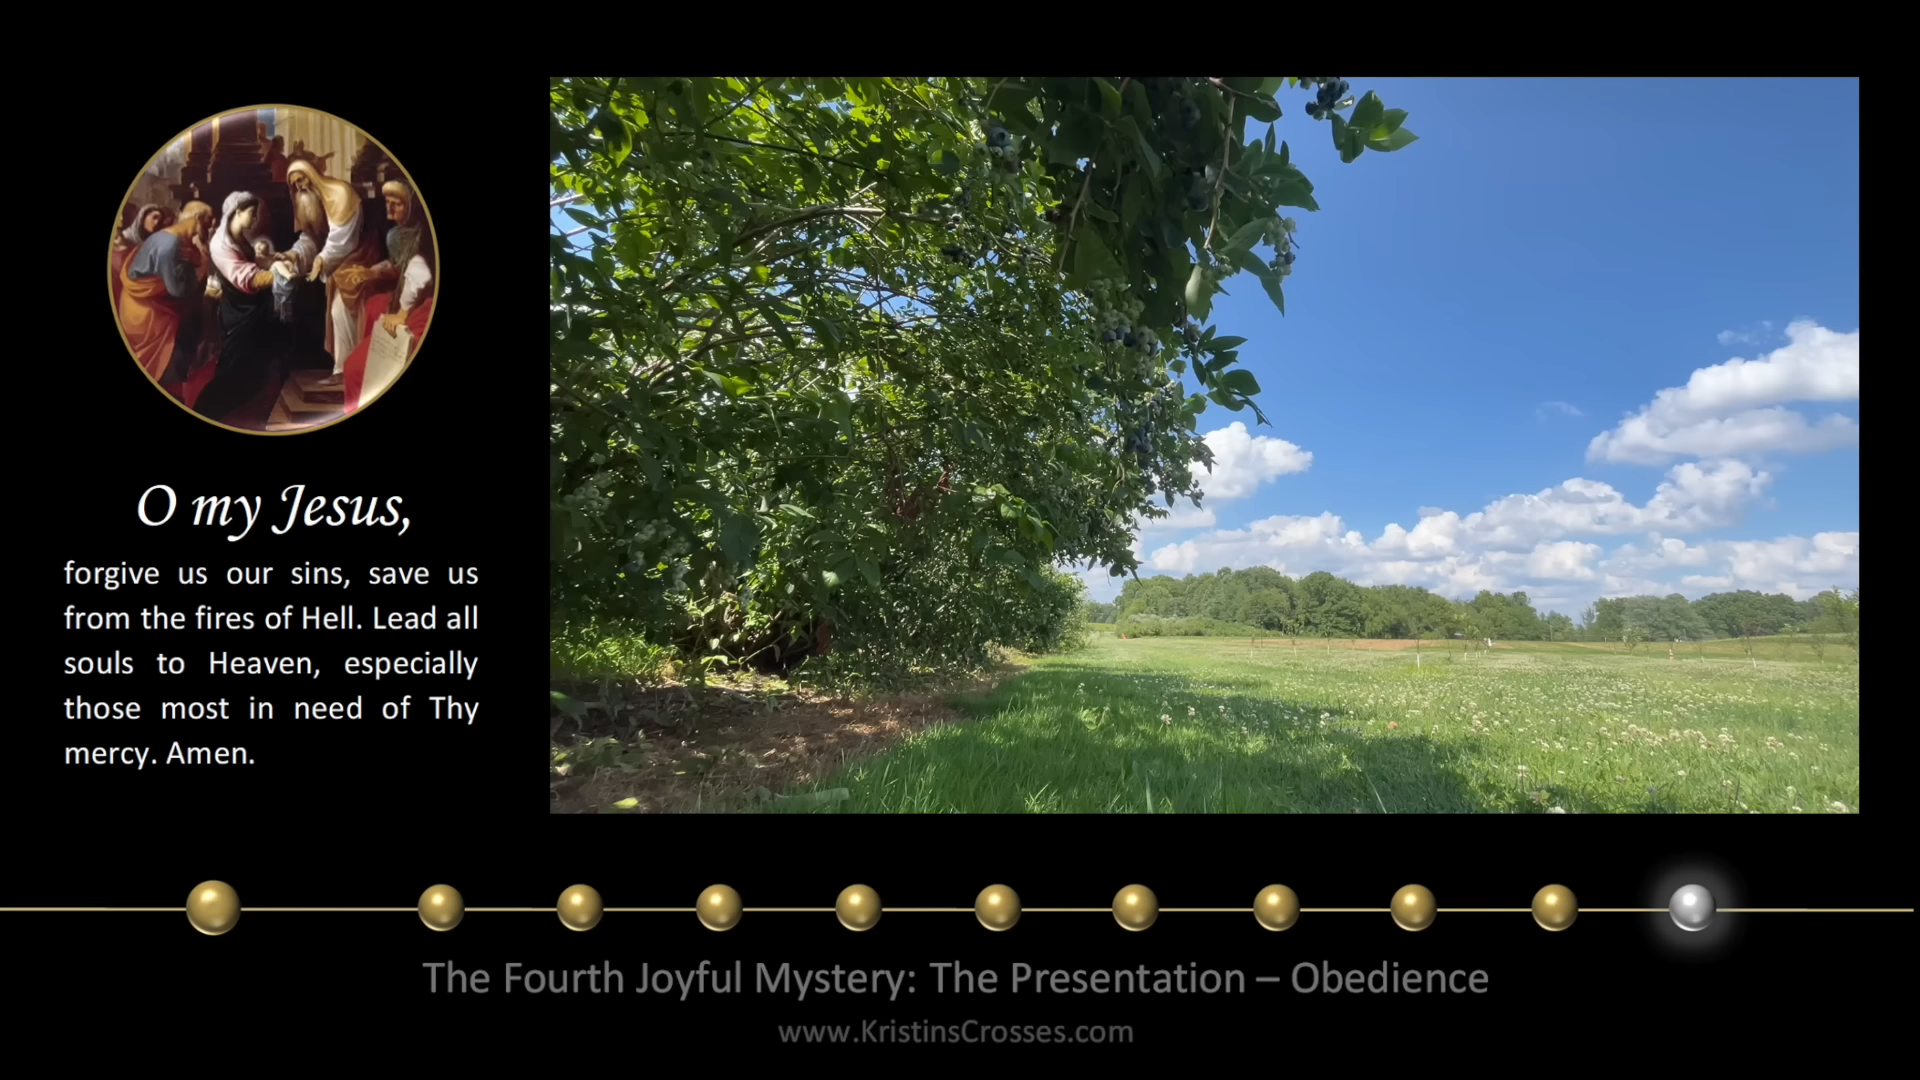 O my Jesus,
forgive us our sins, save us
from the fires of Hell. Lead all
souls to Heaven, especially
those most in need of Thy
mercy. Amen.
The Fourth Joyful Mystery: The Presentation – Obedience
www.KristinsCrosses.com